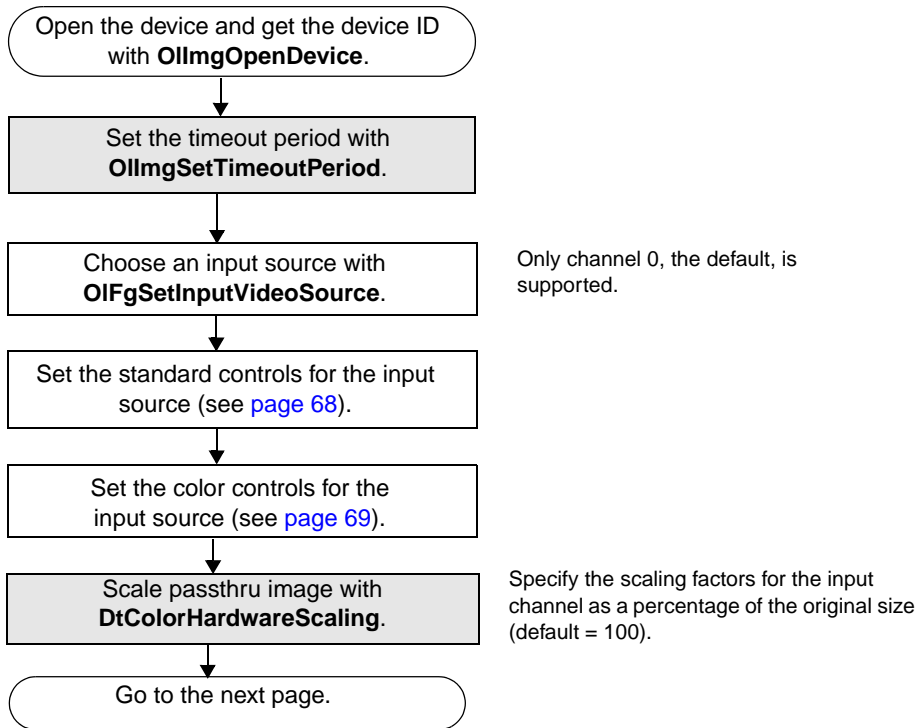 Open the device and get the device ID
with OlImgOpenDevice.
Set the timeout period with
OlImgSetTimeoutPeriod.
Choose an input source with
OlFgSetInputVideoSource.
Only channel 0, the default, is
supported.
Set the standard controls for the input
source (see page 68).
Set the color controls for the
input source (see page 69).
Scale passthru image with
DtColorHardwareScaling.
Specify the scaling factors for the input
channel as a percentage of the original size
(default = 100).
Go to the next page.